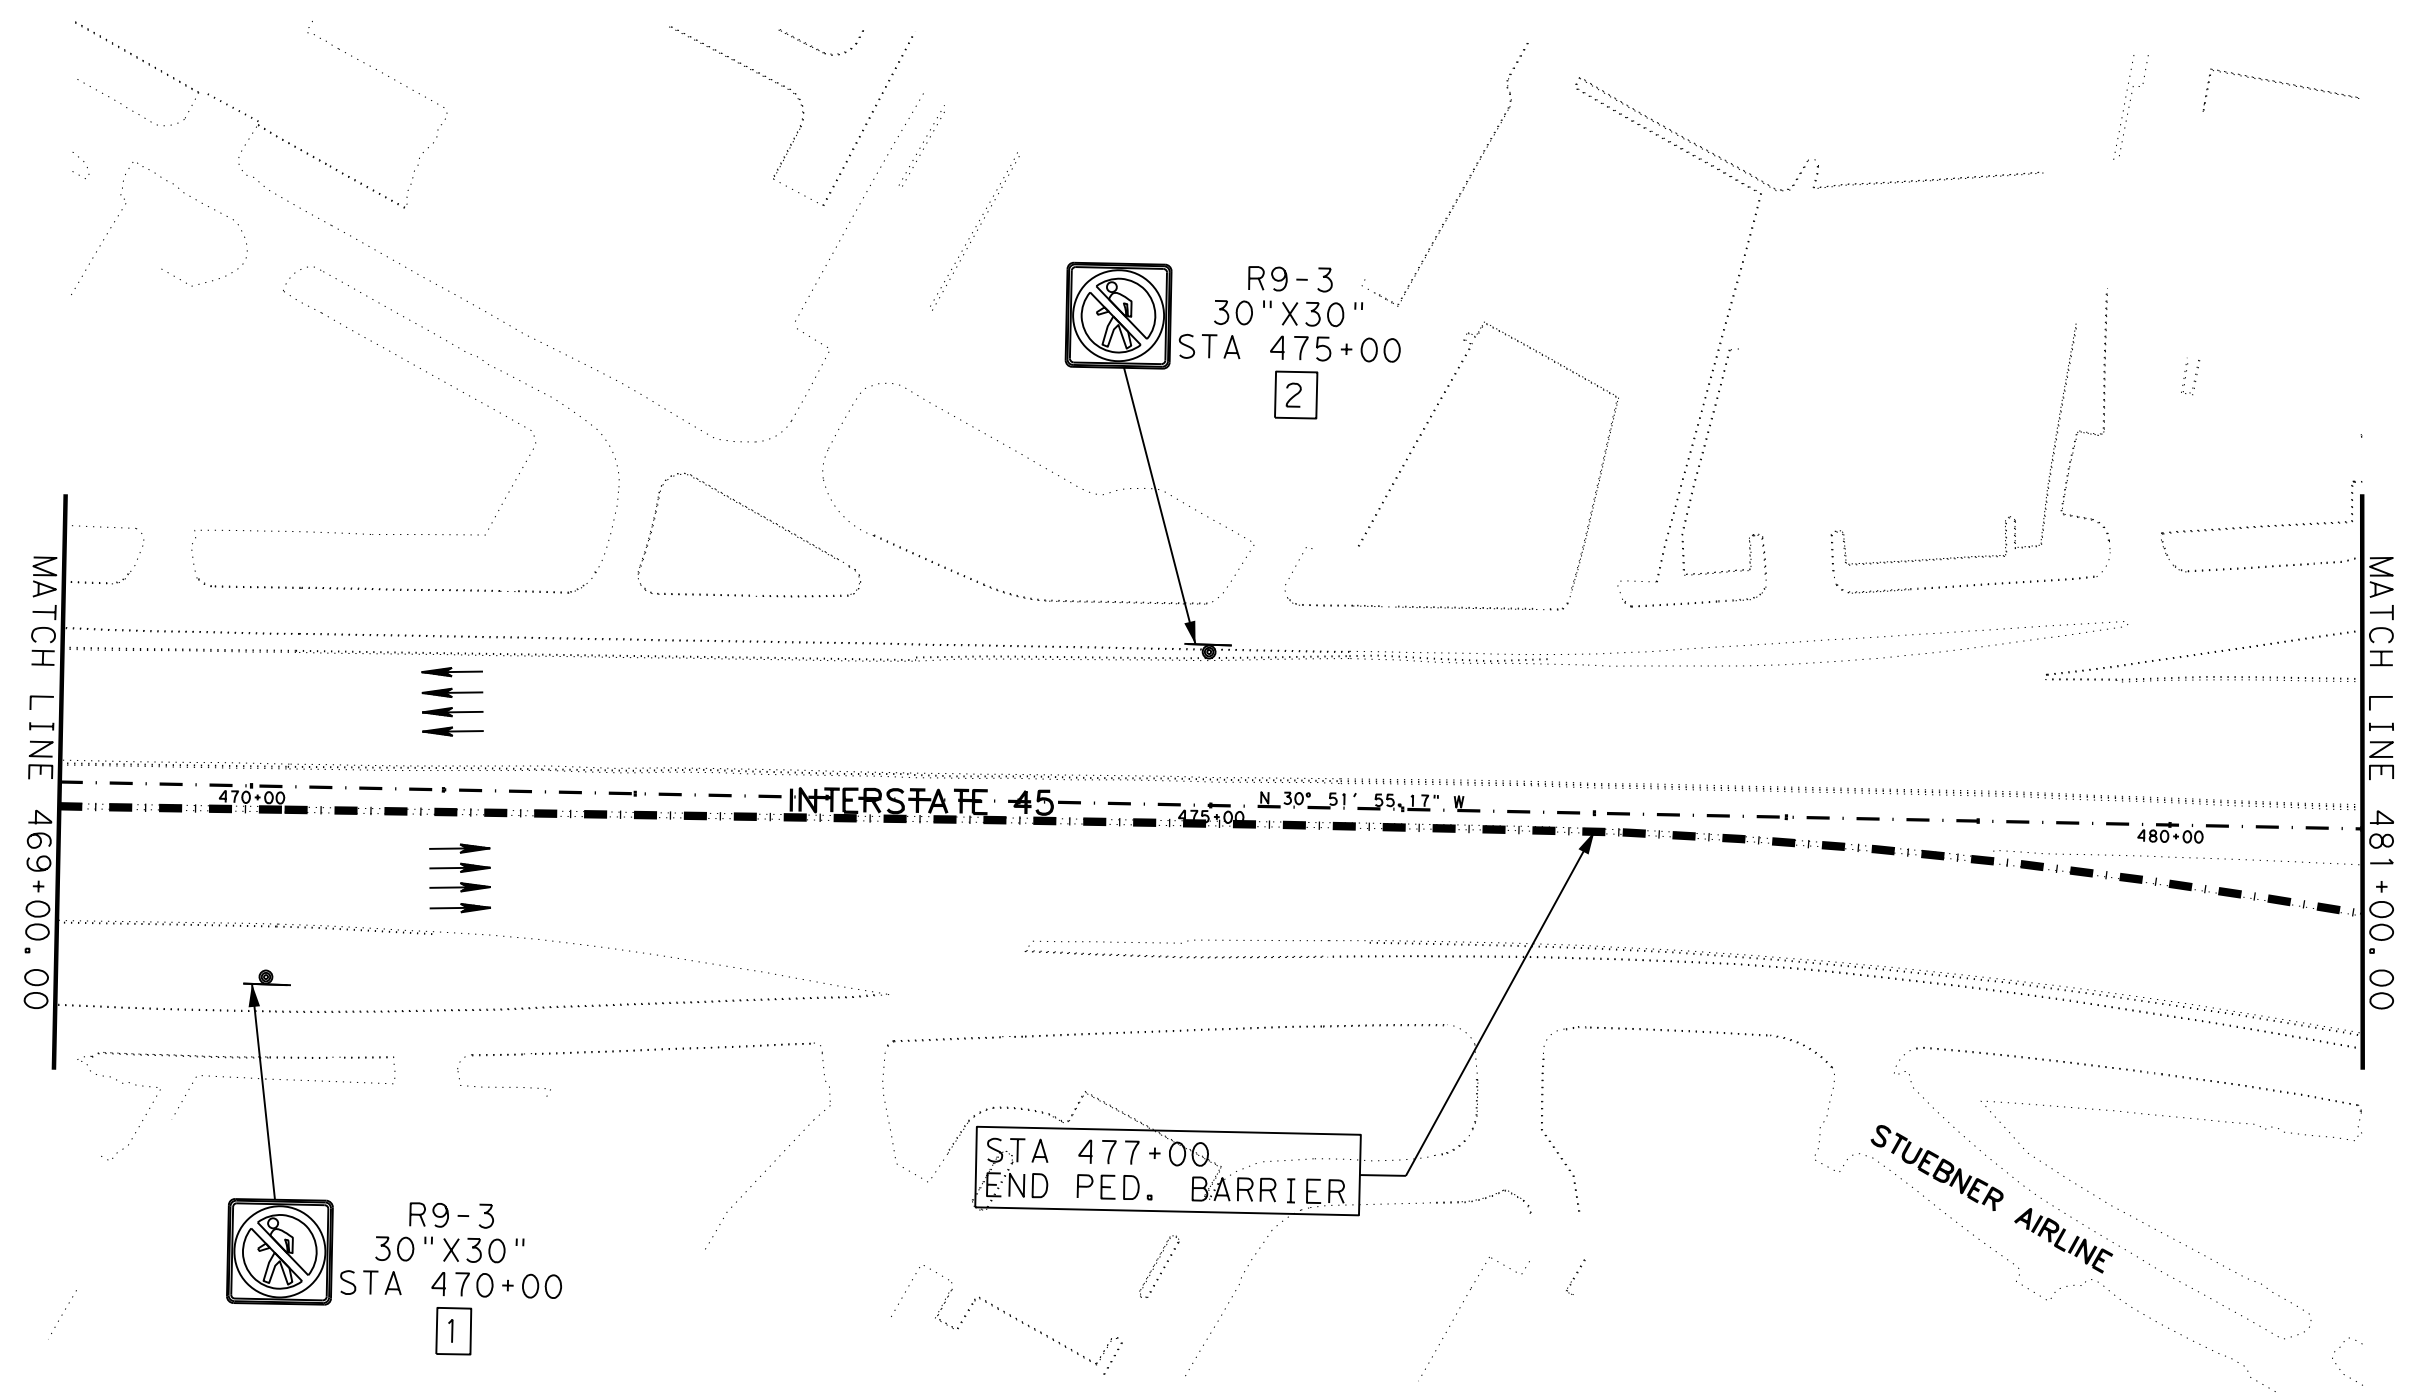 R9-3
30"X30"
STA 475+00
2
MATCH LINE 469+00.00
MATCH LINE 481+00.00
470+00
INTERSTATE 45
475+00
N 30° 51' 55.17" W
480+00
STA 477+00
END PED. BARRIER
STUEBNER AIRLINE
R9-3
30"X30"
STA 470+00
1